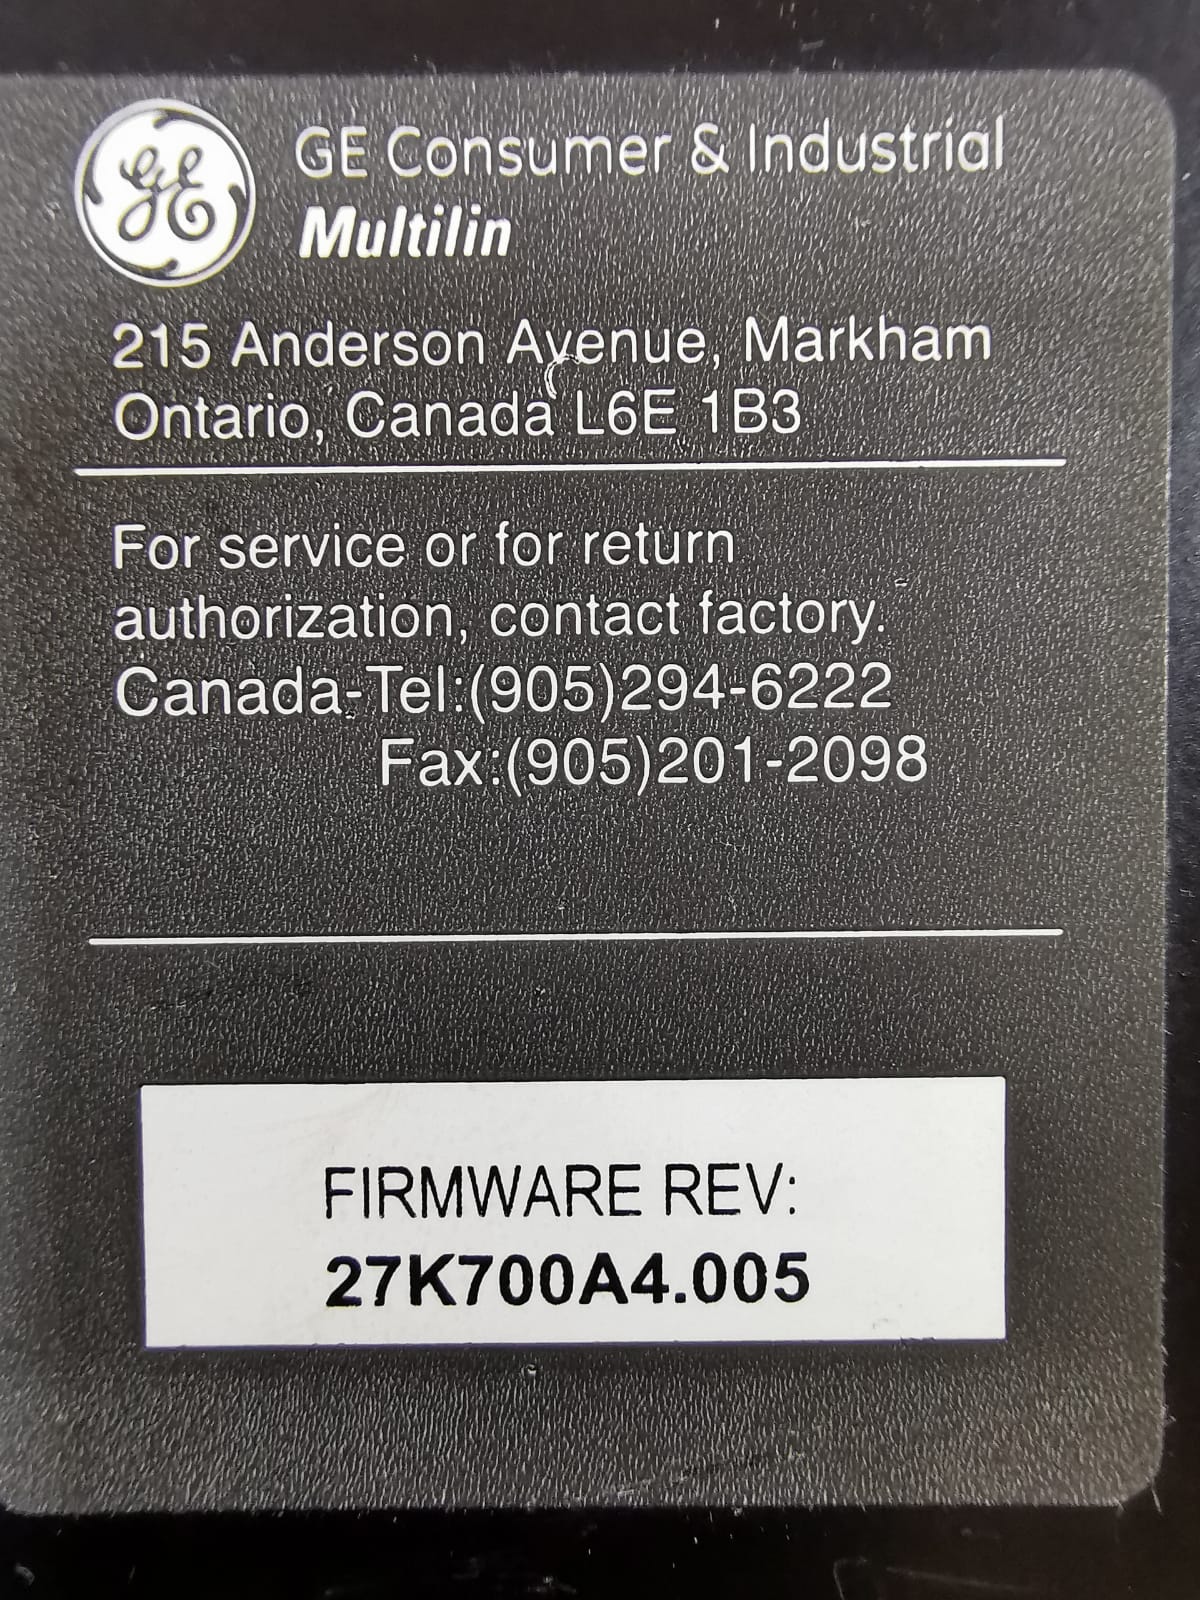 GE
GE Consumer & Industrial
Multilin
215 Anderson Avenue, Markham
Ontario, Canada L6E 1B3
For service or for return
authorization, contact factory.
Canada-Tel:(905)294-6222
Fax:(905)201-2098
FIRMWARE REV:
27K700A4.005